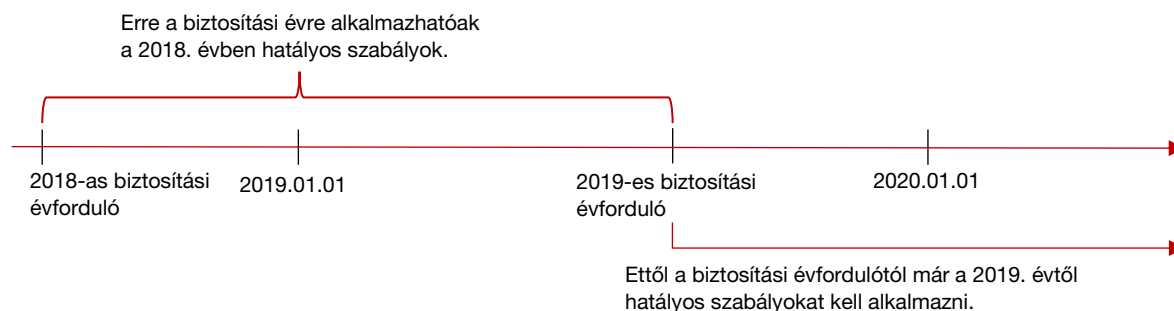 Erre a biztosítási évre alkalmazhatóak
a 2018. évben hatályos szabályok.
2018-as biztosítási
évforduló
2019.01.01
2019-es biztosítási
évforduló
2020.01.01
Ettől a biztosítási évfordulótól már a 2019. évtől
hatályos szabályokat kell alkalmazni.